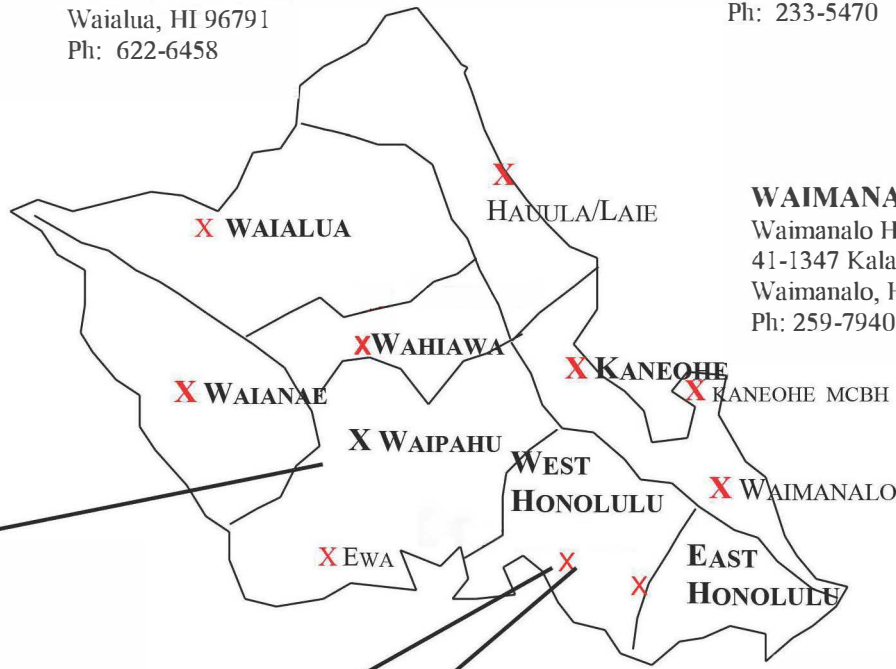 Waialua, HI 96791
Ph: 622-6458
Ph: 233-5470
X
HAUULA/LAIE
X WAIALUA
WAIMANA
Waimanalo H
41-1347 Kala
Waimanalo, H
Ph: 259-7940
X WAHIAWA
X KANEOHE
X KANEOHE MCBH
X WAIANAE
X WAIPAHU
WEST
HONOLULU
X WAIMANALO
X EWA
X
X
EAST
HONOLULU